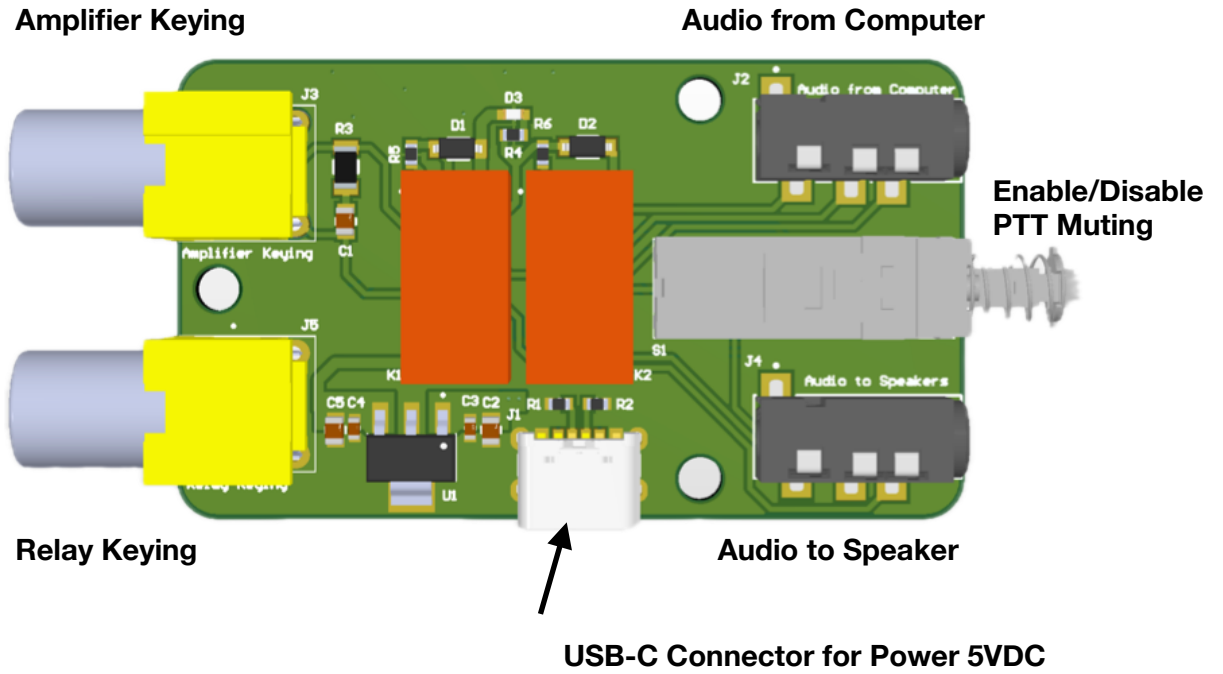 Amplifier Keying
Audio from Computer
J3
R3
R5
D1
D3
R4
R6
D2
J2
Audio from Computer
Enable/Disable
PTT Muting
Amplifier Keying
C1
J5
K1
K2
S1
J4
Audio to Speakers
C5 C4
C3 C2
J1
R1
R2
U1
Relay Keying
Relay Keying
Audio to Speaker
USB-C Connector for Power 5VDC